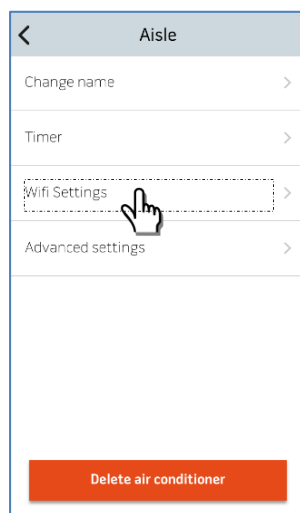 Aisle
Change name
Timer
Wifi Settings
Advanced settings
Delete air conditioner